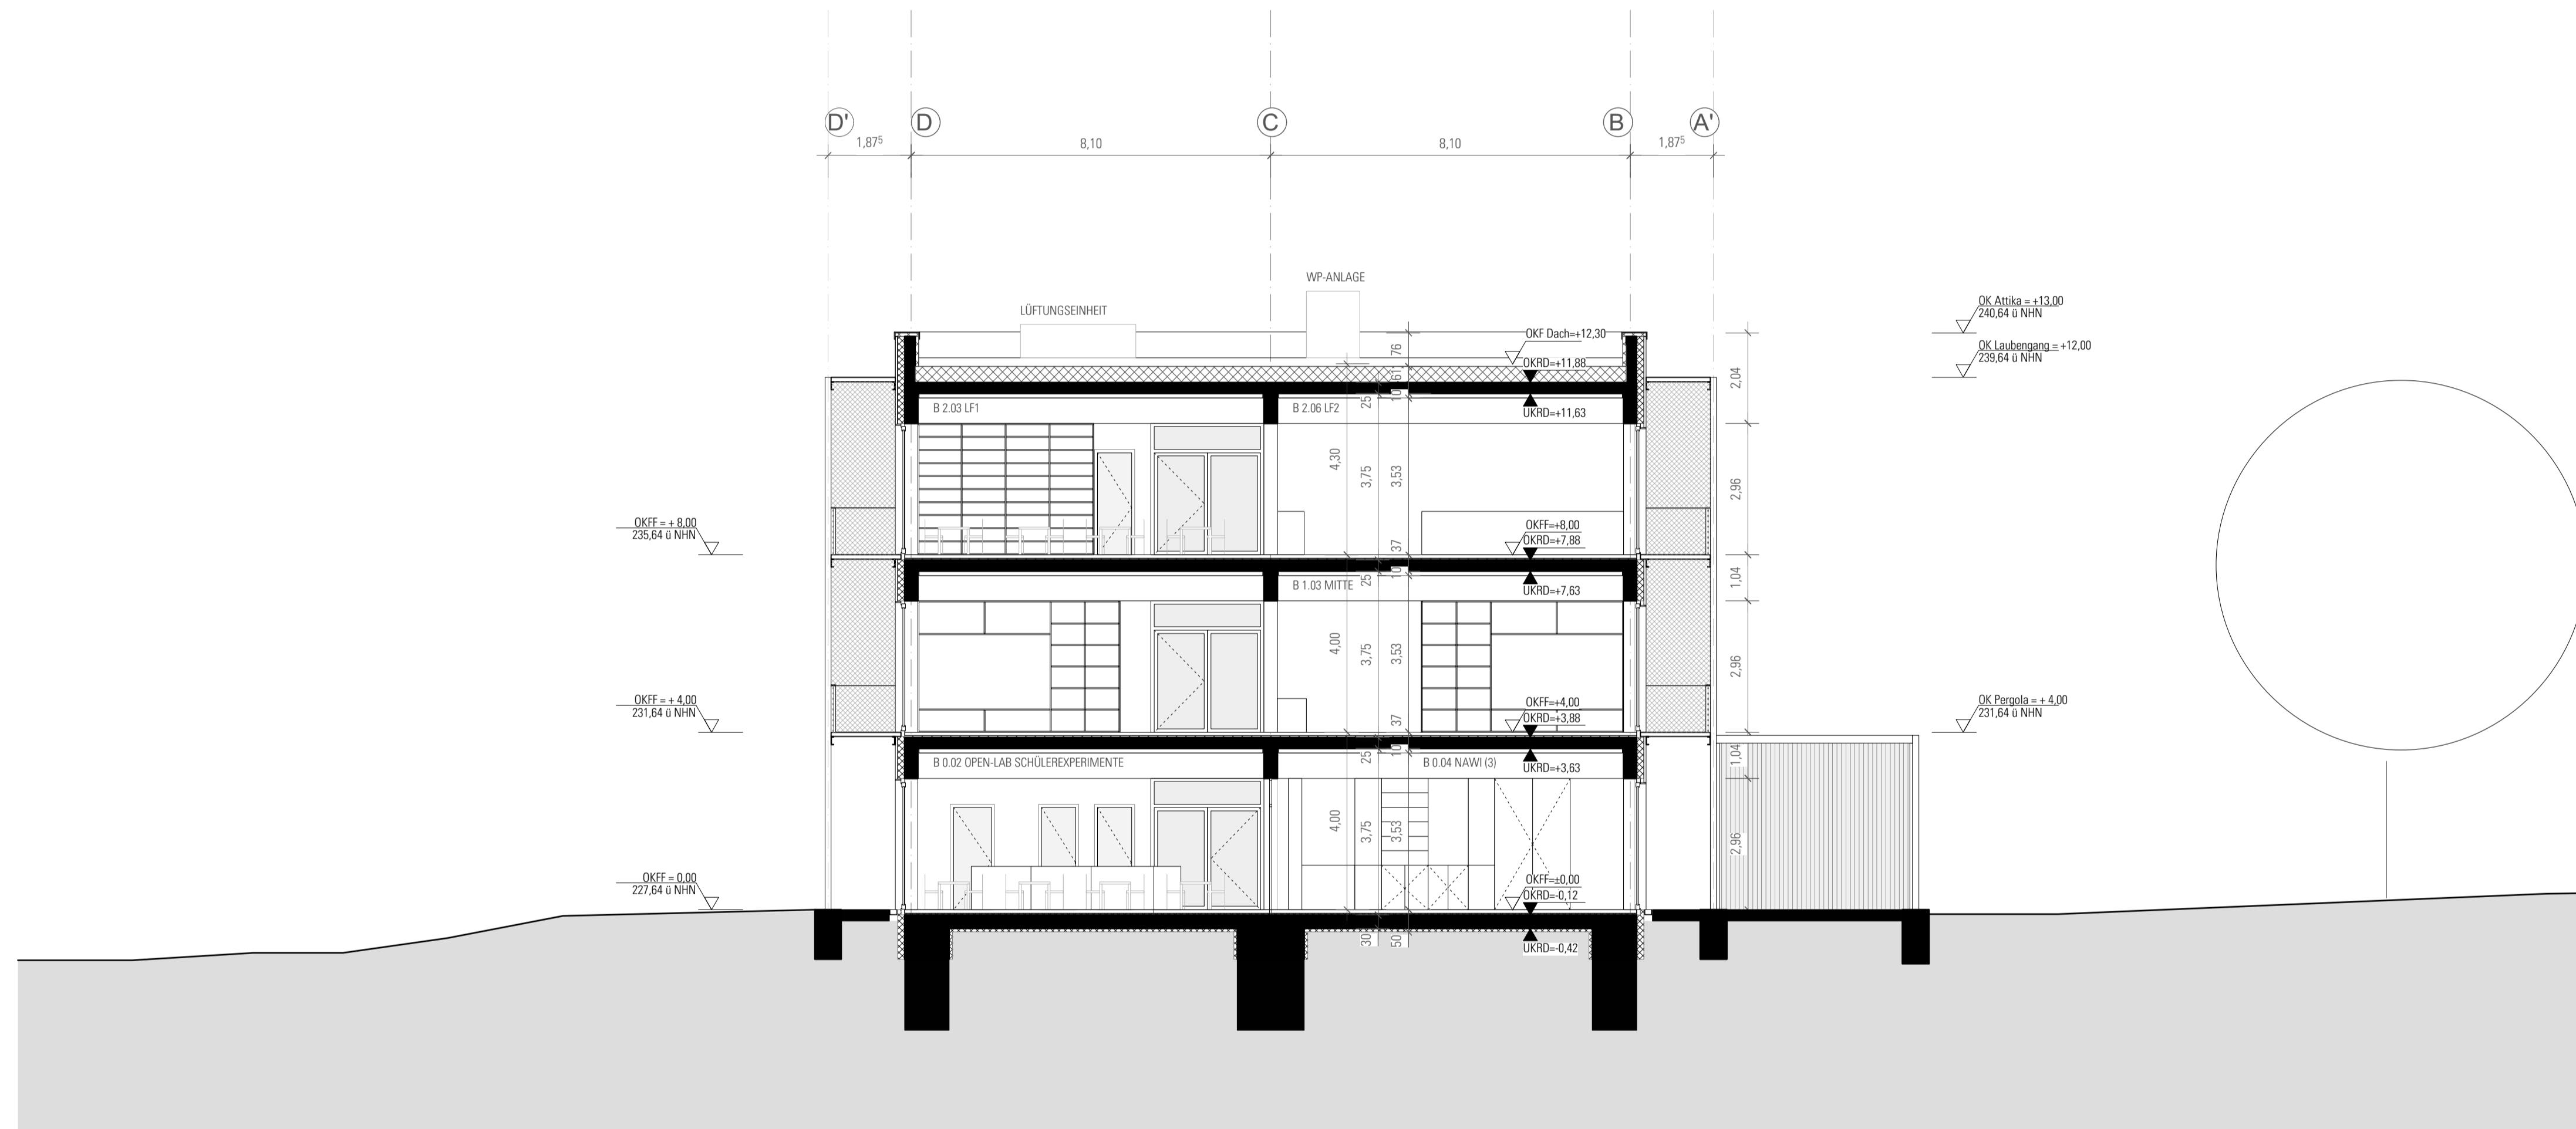 D'
D
C
B
A'
1,87⁵
8,10
8,10
1,87⁵
WP-ANLAGE
LÜFTUNGSEINHEIT
OK Attika = +13,00
240,64 ü NHN
OKF Dach=+12,30
OK Laubengang = +12,00
239,64 ü NHN
76
OKRD=+11,88
61
10
25
2,04
B 2.03 LF1
B 2.06 LF2
UKRD=+11,63
4,30
3,75
3,53
2,96
OKFF = + 8,00
235,64 ü NHN
OKFF=+8,00
OKRD=+7,88
37
10
25
1,04
B 1.03 MITTE
UKRD=+7,63
4,00
3,75
3,53
2,96
OKFF = + 4,00
231,64 ü NHN
OKFF=+4,00
OKRD=+3,88
OK Pergola = + 4,00
231,64 ü NHN
37
10
25
1,04
B 0.02 OPEN-LAB SCHÜLEREXPERIMENTE
B 0.04 NAWI (3)
UKRD=+3,63
4,00
3,75
3,53
2,96
OKFF = 0,00
227,64 ü NHN
OKFF=±0,00
OKRD=-0,12
30
50
UKRD=-0,42